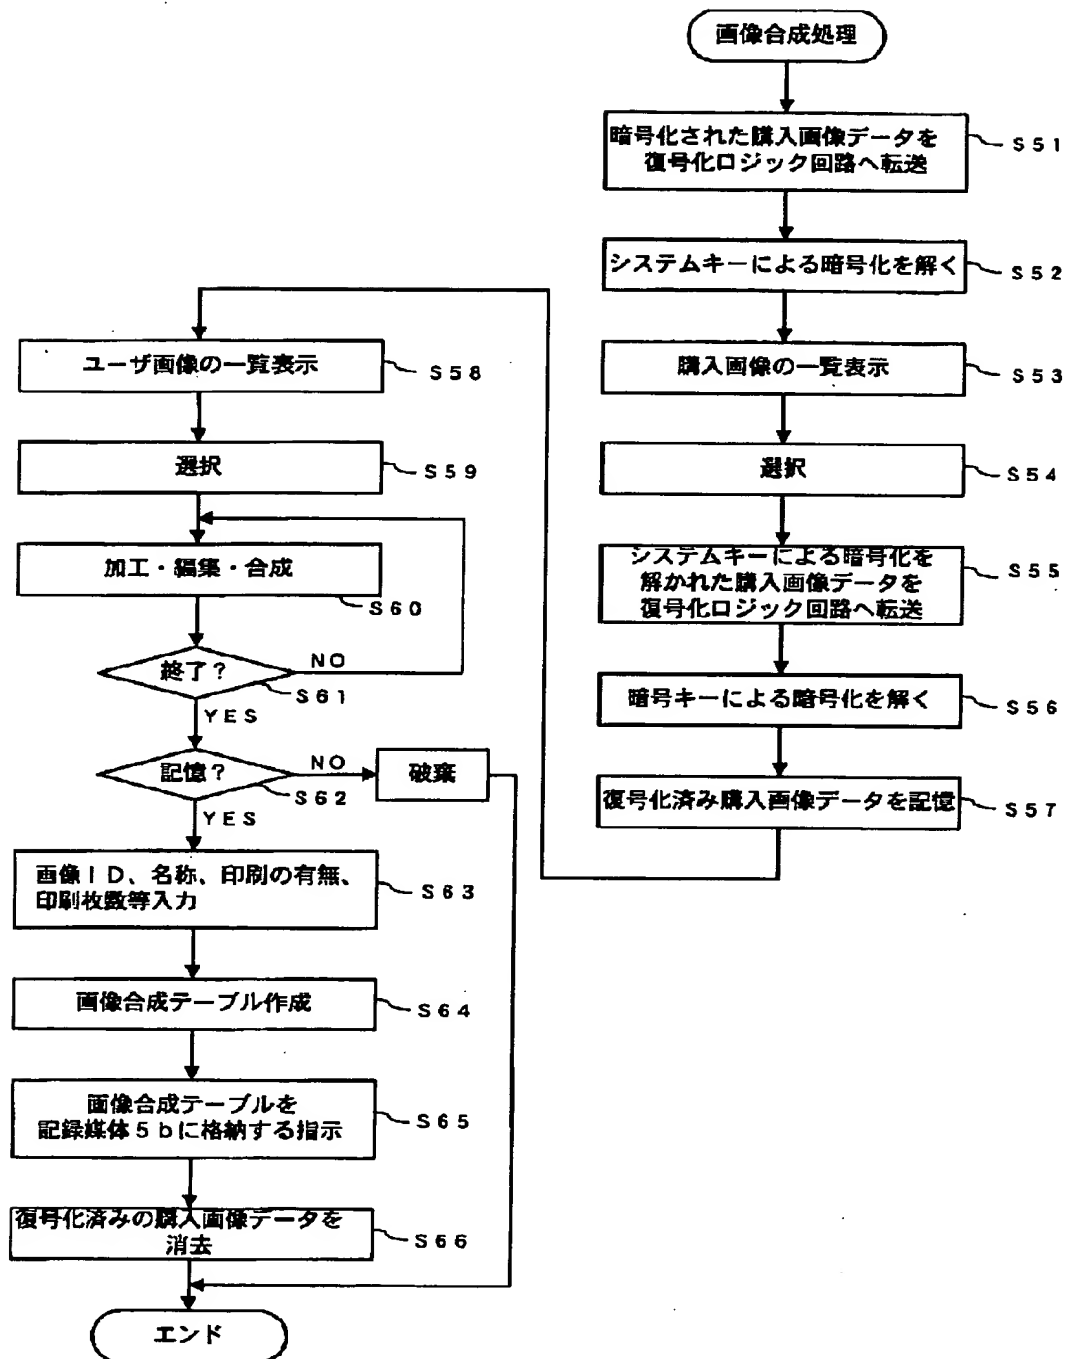 画像合成処理
暗号化された購入画像データを
復号化ロジック回路へ転送
S51
システムキーによる暗号化を解く
S52
購入画像の一覧表示
S53
選択
S54
システムキーによる暗号化を
解かれた購入画像データを
復号化ロジック回路へ転送
S55
暗号キーによる暗号化を解く
S56
復号化済み購入画像データを記憶
S57
ユーザ画像の一覧表示
S58
選択
S59
加工・編集・合成
S60
終了?
NO
S61
YES
記憶?
NO
破棄
S62
YES
画像ID、名称、印刷の有無、
印刷枚数等入力
S63
画像合成テーブル作成
S64
画像合成テーブルを
記録媒体5bに格納する指示
S65
復号化済みの購入画像データを
消去
S66
エンド